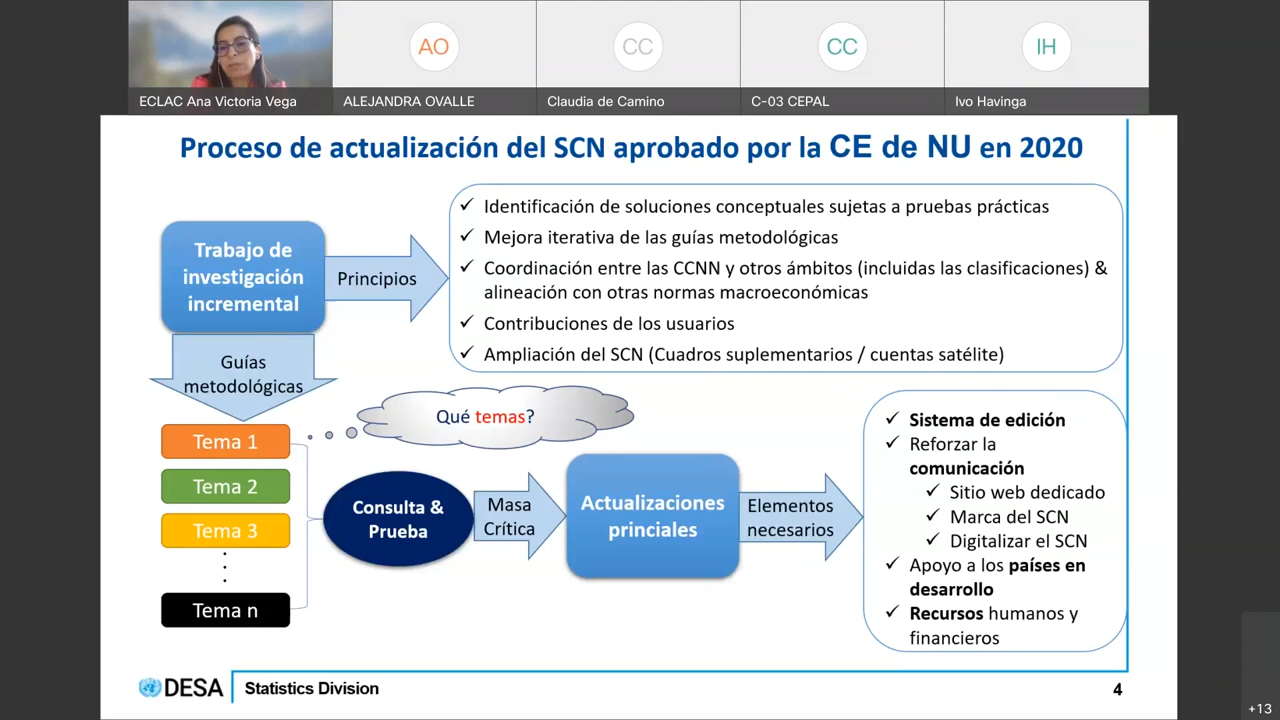 AO
CC
CC
IH
ECLAC Ana Victoria Vega
ALEJANDRA OVALLE
Claudia de Camino
C-03 CEPAL
Ivo Havinga
Proceso de actualización del SCN aprobado por la CE de NU en 2020
Trabajo de
investigación
incremental
Principios
✓ Identificación de soluciones conceptuales sujetas a pruebas prácticas
✓ Mejora iterativa de las guías metodológicas
✓ Coordinación entre las CCNN y otros ámbitos (incluidas las clasificaciones) &
alineación con otras normas macroeconómicas
✓ Contribuciones de los usuarios
✓ Ampliación del SCN (Cuadros suplementarios / cuentas satélite)
Guías
metodológicas
Qué temas?
Tema 1
Tema 2
Tema 3
Tema n
Consulta &
Prueba
Masa
Crítica
Actualizaciones
princiales
Elementos
necesarios
✓ Sistema de edición
✓ Reforzar la
comunicación
✓ Sitio web dedicado
✓ Marca del SCN
✓ Digitalizar el SCN
✓ Apoyo a los países en
desarrollo
✓ Recursos humanos y
financieros
DESA
Statistics Division
4
+13